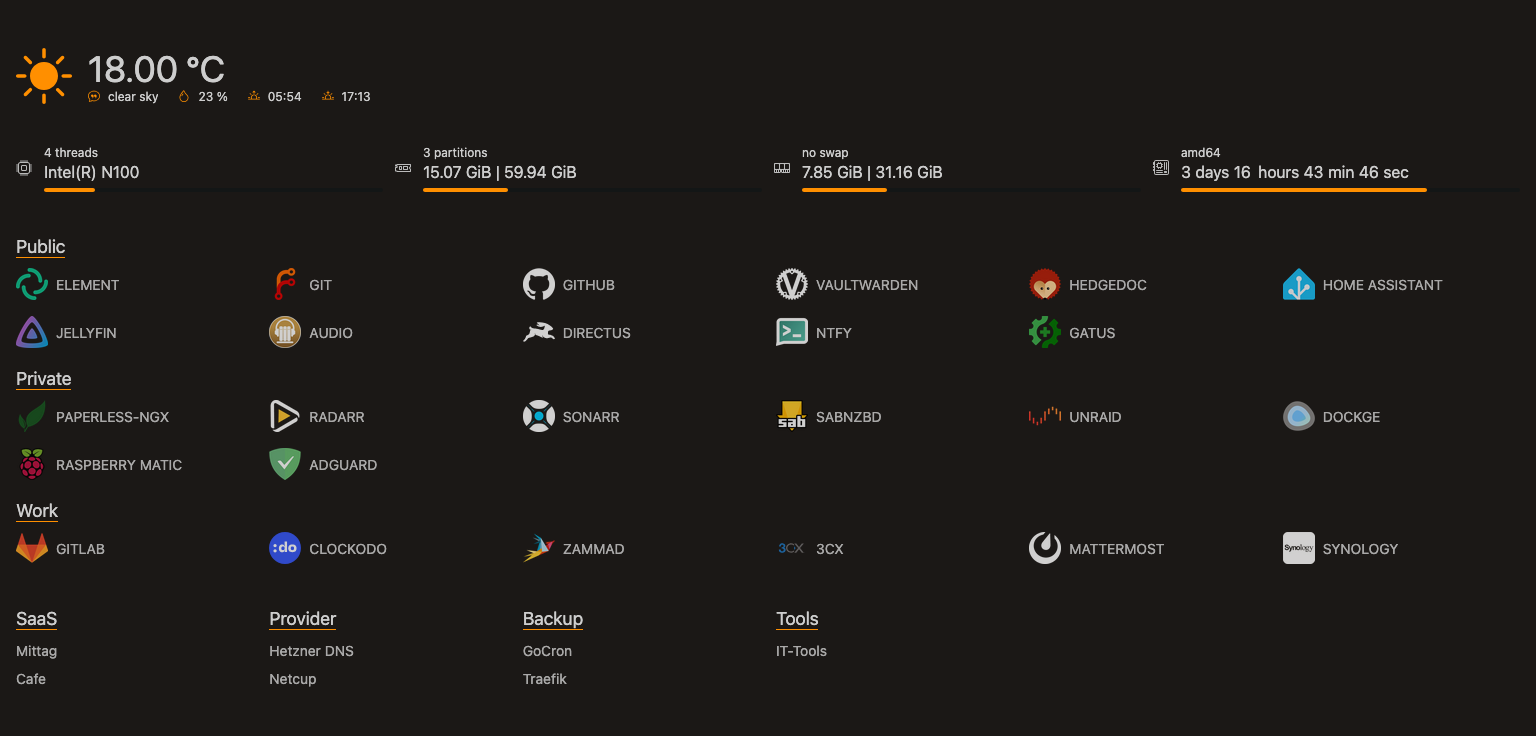 18.00 °C
clear sky 23 % 05:54 17:13
4 threads
Intel(R) N100
3 partitions
15.07 GiB | 59.94 GiB
no swap
7.85 GiB | 31.16 GiB
amd64
3 days 16 hours 43 min 46 sec
Public
ELEMENT GIT GITHUB VAULTWARDEN HEDGEDOC HOME ASSISTANT
JELLYFIN AUDIO DIRECTUS NTFY GATUS
Private
PAPERLESS-NGX RADARR SONARR sab SABNZBD UNRAID DOCKGE
RASPBERRY MATIC ADGUARD
Work
GITLAB :do CLOCKODO ZAMMAD 3CX 3CX MATTERMOST Synology SYNOLOGY
SaaS
Mittag
Cafe
Provider
Hetzner DNS
Netcup
Backup
GoCron
Traefik
Tools
IT-Tools